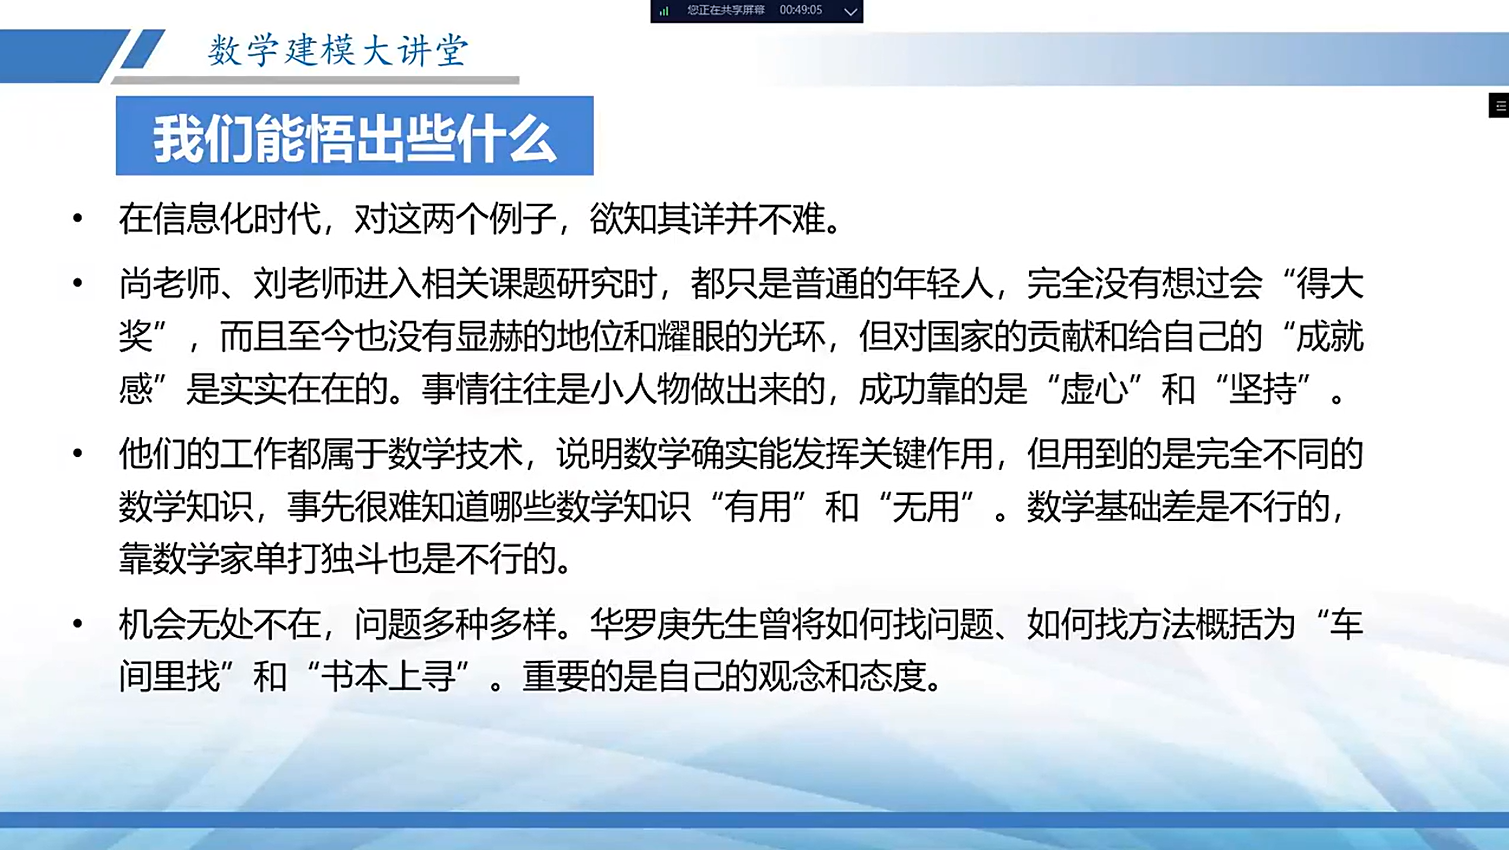 您正在共享屏幕 00:49:05
数学建模大讲堂
我们能悟出些什么
• 在信息化时代，对这两个例子，欲知其详并不难。
• 尚老师、刘老师进入相关课题研究时，都只是普通的年轻人，完全没有想过会“得大
奖”，而且至今也没有显赫的地位和耀眼的光环，但对国家的贡献和给自己的“成就
感”是实实在在的。事情往往是小人物做出来的，成功靠的是“虚心”和“坚持”。
• 他们的工作都属于数学技术，说明数学确实能发挥关键作用，但用到的是完全不同的
数学知识，事先很难知道哪些数学知识“有用”和“无用”。数学基础差是不行的，
靠数学家单打独斗也是不行的。
• 机会无处不在，问题多种多样。华罗庚先生曾将如何找问题、如何找方法概括为“车
间里找”和“书本上寻”。重要的是自己的观念和态度。